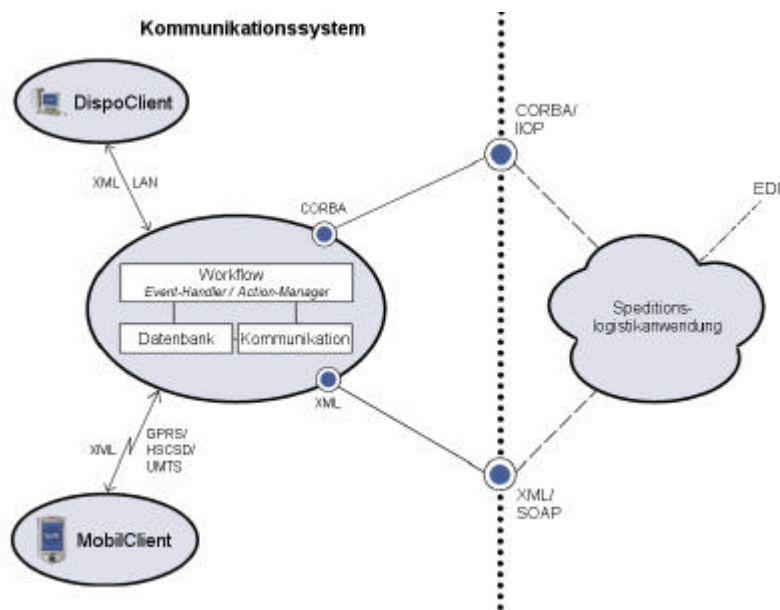 Kommunikationssystem
DispoClient
CORBA/
IIOP
XML LAN
EDI
CORBA
Workflow
Event-Handler / Action-Manager
Datenbank
Kommunikation
Speditions-
logistikanwendung
XML
XML
GPRS/
HSCSD/
UMTS
XML/
SOAP
MobilClient